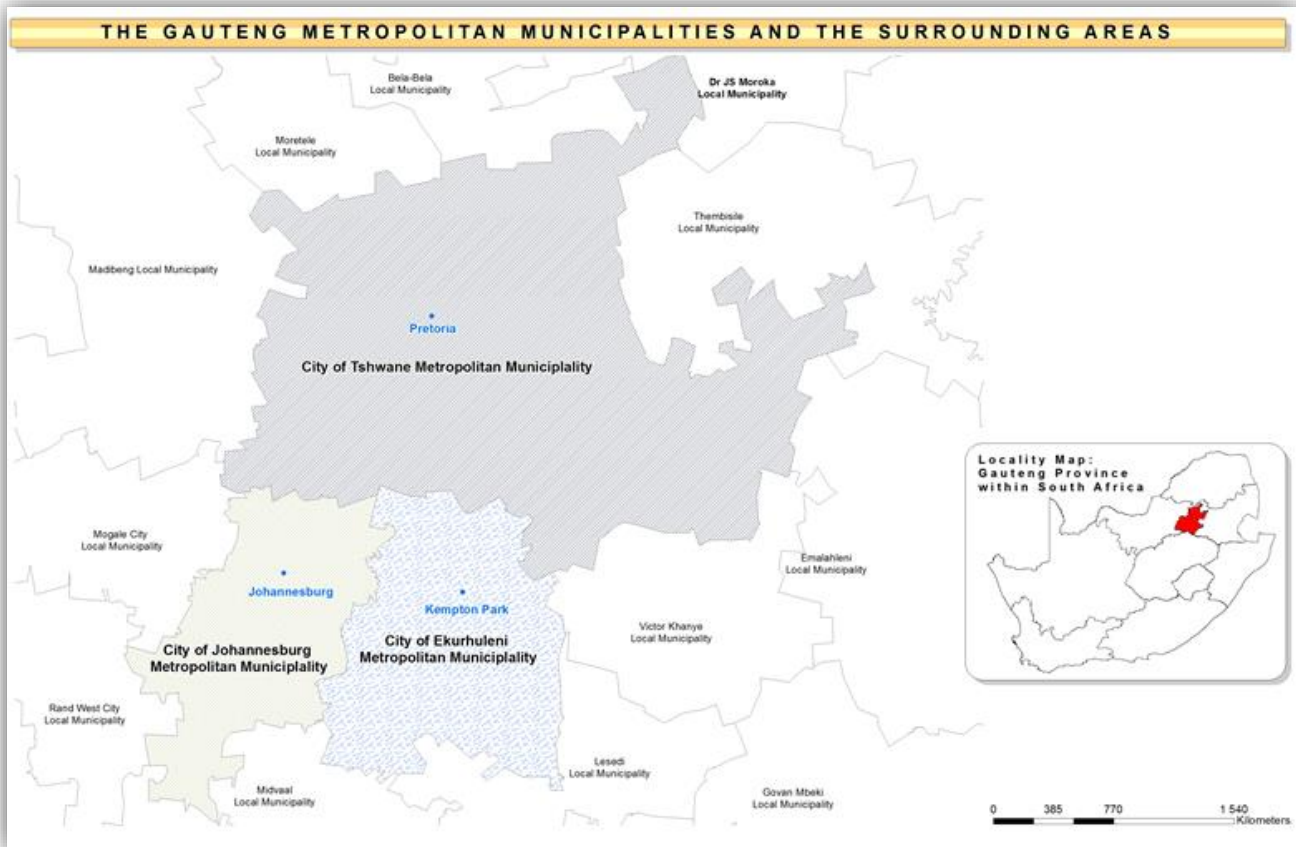 THE GAUTENG METROPOLITAN MUNICIPALITIES AND THE SURROUNDING AREAS
Bela-Bela
Local Municipality
Dr JS Moroka
Local Municipality
Moretele
Local Municipality
Thembisile
Local Municipality
Madibeng Local Municipality
Pretoria
City of Tshwane Metropolitan Municiplality
Locality Map:
Gauteng Province
within South Africa
Mogale City
Local Municipality
Emalahleni
Local Municipality
Johannesburg
Kempton Park
City of Johannesburg
Metropolitan Municiplality
City of Ekurhuleni
Metropolitan Municiplality
Victor Khanye
Local Municipality
Rand West City
Local Municipality
Lesedi
Local Municipality
Midvaal
Local Municipality
Govan Mbeki
Local Municipality
0 385 770 1 540
Kilometers